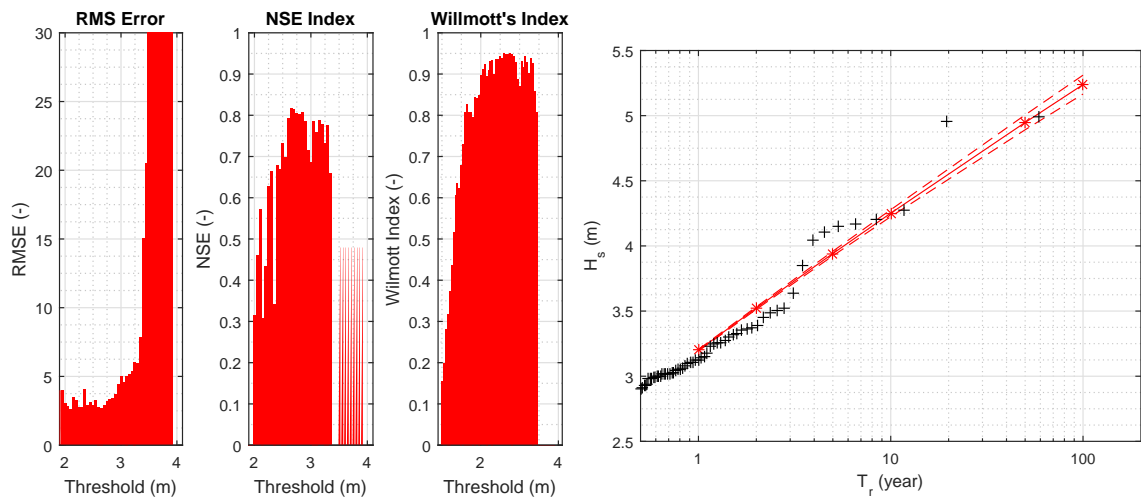 RMS Error
30
25
20
15
10
5
0
RMSE (-)
2 3 4
Threshold (m)
NSE Index
1
0.9
0.8
0.7
0.6
0.5
0.4
0.3
0.2
0.1
0
NSE (-)
2 3 4
Threshold (m)
Willmott's Index
1
0.9
0.8
0.7
0.6
0.5
0.4
0.3
0.2
0.1
0
Wilmott Index (-)
2 4
Threshold (m)
5.5
5
4.5
4
3.5
3
2.5
H_s (m)
1 10 100
T_r (year)